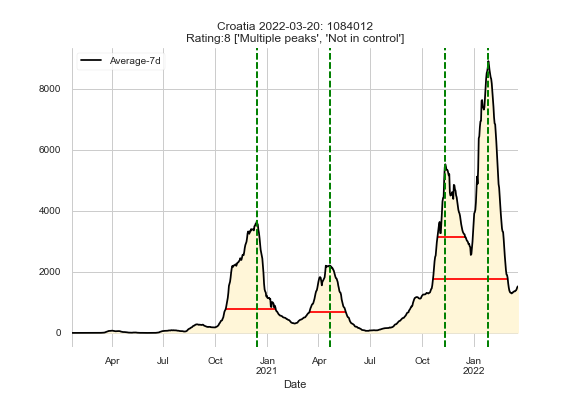 Croatia 2022-03-20: 1084012
Rating:8 ['Multiple peaks', 'Not in control']
Average-7d
8000
6000
4000
2000
0
Apr
Jul
Oct
Jan
2021
Apr
Jul
Oct
Jan
2022
Date